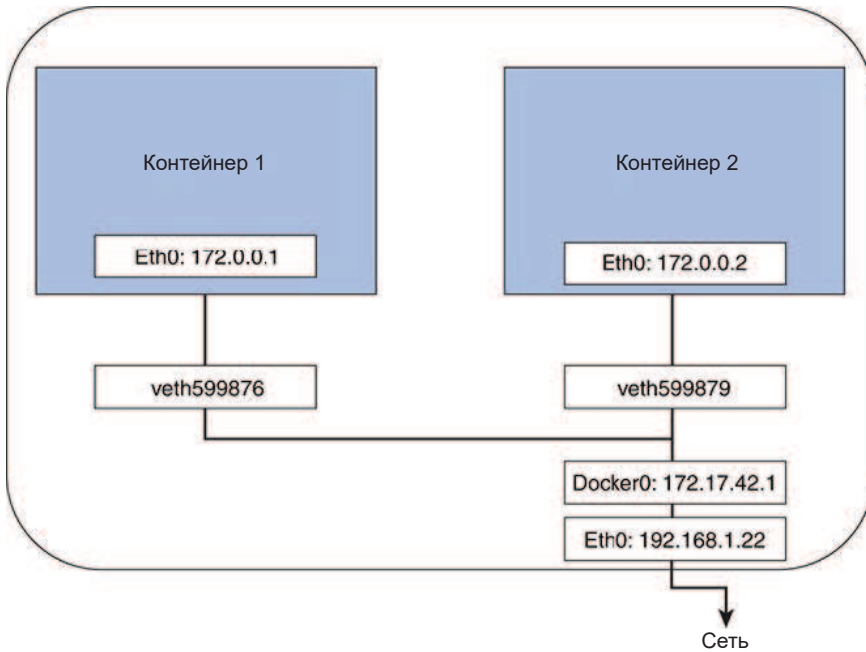 Контейнер 1
Контейнер 2
Eth0: 172.0.0.1
Eth0: 172.0.0.2
veth599876
veth599879
Docker0: 172.17.42.1
Eth0: 192.168.1.22
Сеть